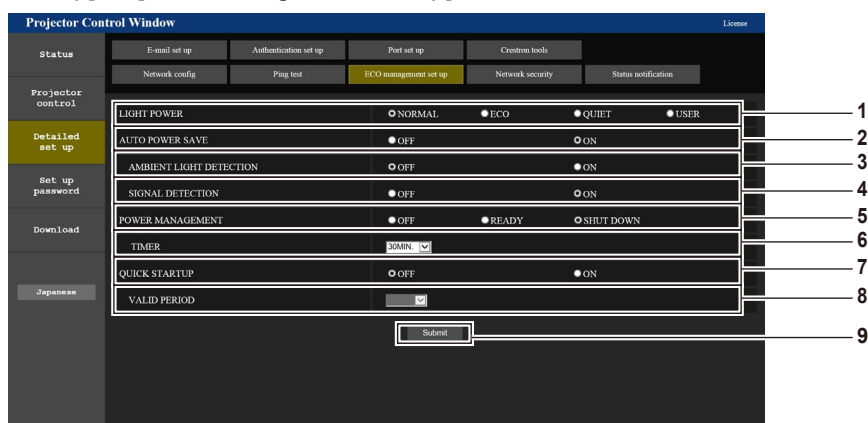 Projector Control Window
License
Status
E-mail set up
Authentication set up
Port set up
Crestron tools
Network config
Ping test
ECO management set up
Network security
Status notification
Projector
control
Detailed
set up
Set up
password
Download
Japanese
LIGHT POWER NORMAL ECO QUIET USER 1
AUTO POWER SAVE OFF ON 2
AMBIENT LIGHT DETECTION OFF ON 3
SIGNAL DETECTION OFF ON 4
POWER MANAGEMENT OFF READY SHUT DOWN 5
TIMER 30MIN. 6
QUICK STARTUP OFF ON 7
VALID PERIOD 8
Submit 9